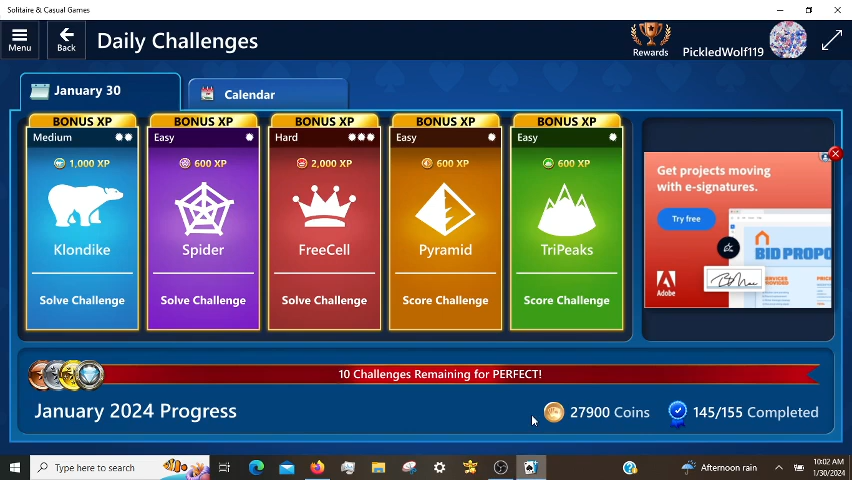 Solitaire & Casual Games
Menu
Back
Daily Challenges
Rewards
PickledWolf119
January 30
Calendar
BONUS XP
Medium
1,000 XP
Klondike
Solve Challenge
BONUS XP
Easy
600 XP
Spider
Solve Challenge
BONUS XP
Hard
2,000 XP
FreeCell
Solve Challenge
BONUS XP
Easy
600 XP
Pyramid
Score Challenge
BONUS XP
Easy
600 XP
TriPeaks
Score Challenge
Get projects moving
with e-signatures.
Try free
BID PROPO
Adobe
10 Challenges Remaining for PERFECT!
January 2024 Progress
27900 Coins
145/155 Completed
Type here to search
Afternoon rain
10:02 AM
1/30/2024